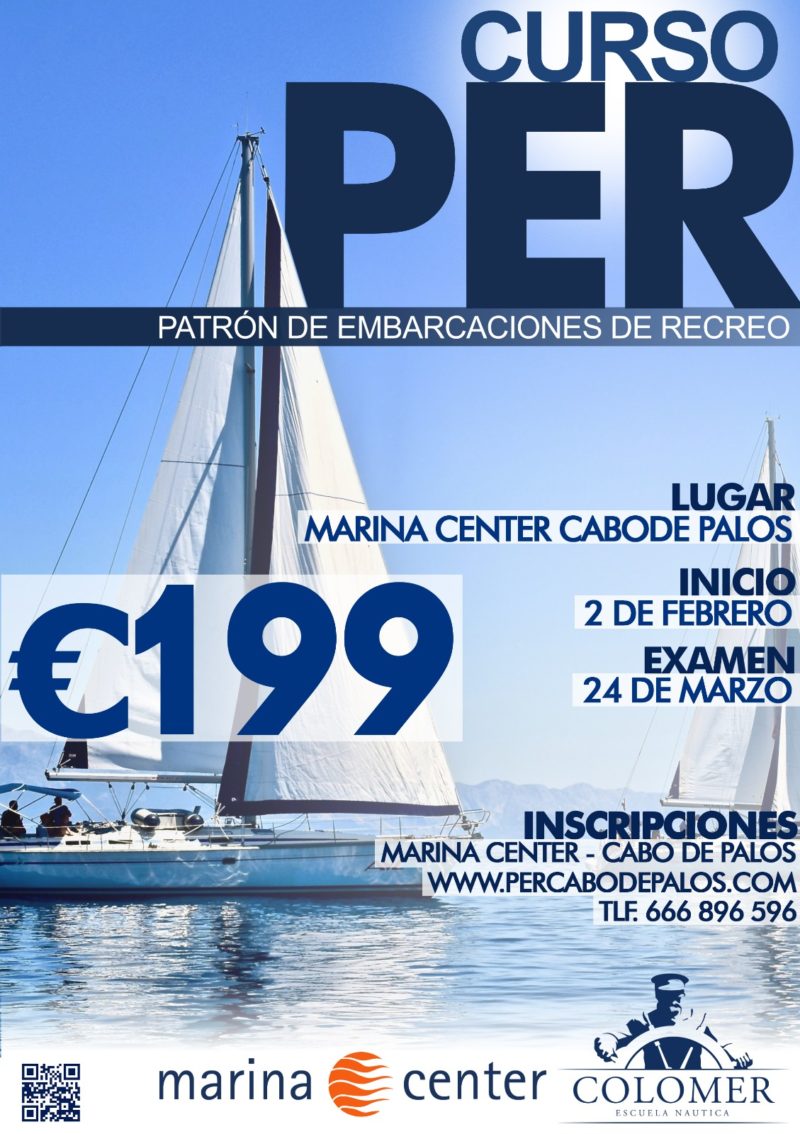 CURSO
PER
PATRÓN DE EMBARCACIONES DE RECREO
LUGAR
MARINA CENTER CABODE PALOS
€199
INICIO
2 DE FEBRERO
EXAMEN
24 DE MARZO
INSCRIPCIONES
MARINA CENTER - CABO DE PALOS
WWW.PERCABODEPALOS.COM
TLF. 666 896 596
marina center
COLOMER
ESCUELA NAUTICA